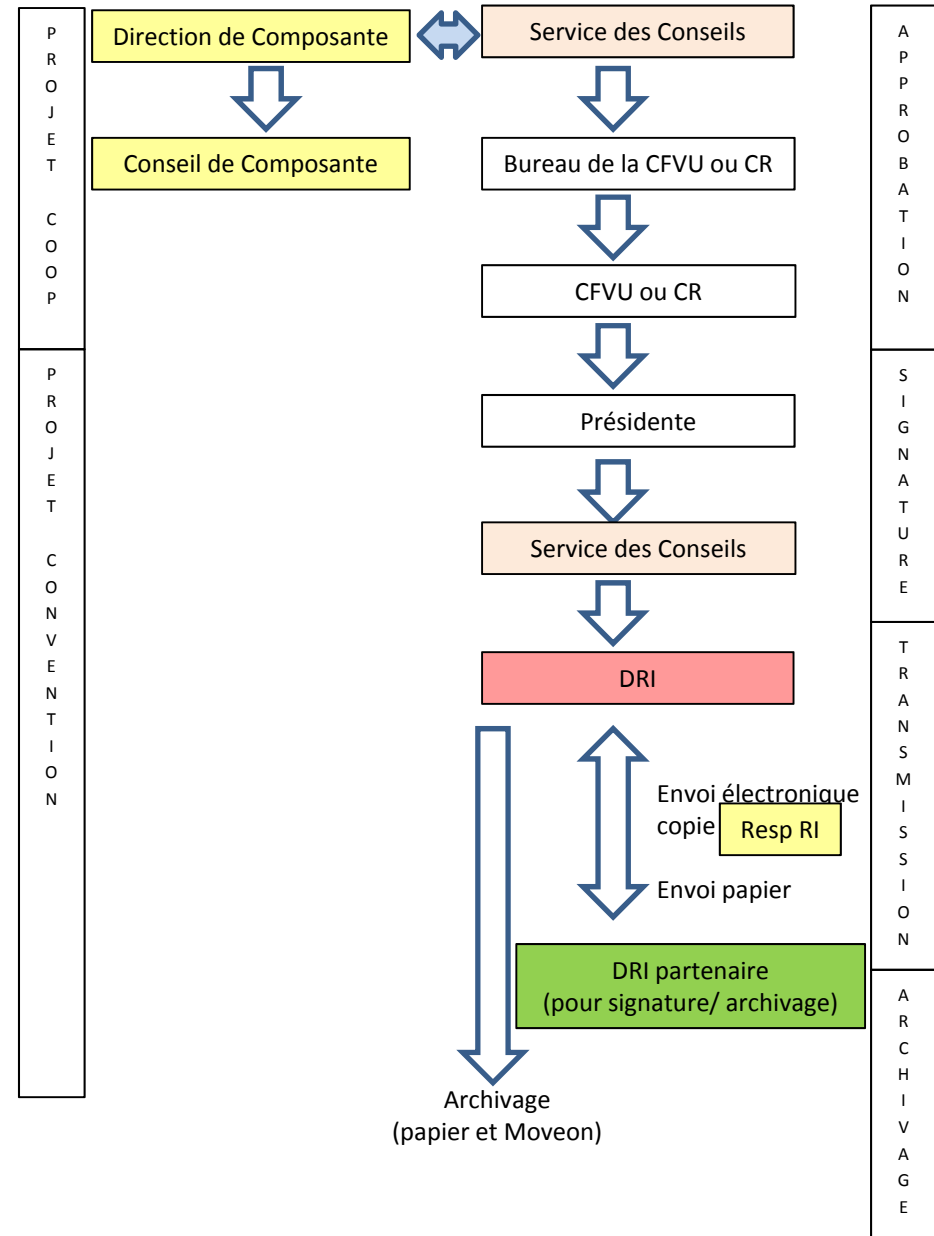 PROJET COOP
Direction de Composante
Service des Conseils
APPROBATION
Conseil de Composante
Bureau de la CFVU ou CR
CFVU ou CR
PROJET CONVENTION
SIGNATURE
Présidente
Service des Conseils
TRANSMISSION
DRI
Envoi électronique
copie Resp RI
Envoi papier
DRI partenaire
(pour signature/ archivage)
ARCHIVAGE
Archivage
(papier et Moveon)